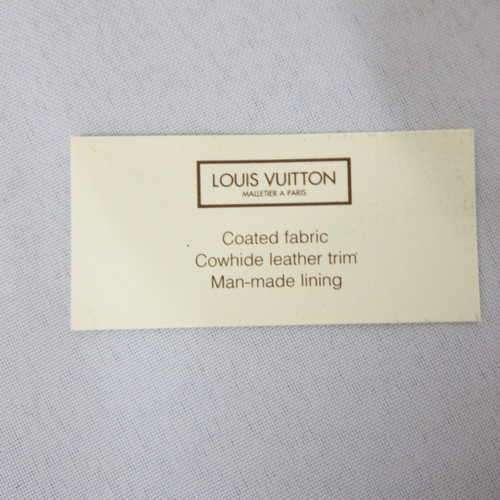 LOUIS VUITTON
MALLETIER A PARIS
Coated fabric
Cowhide leather trim
Man-made lining